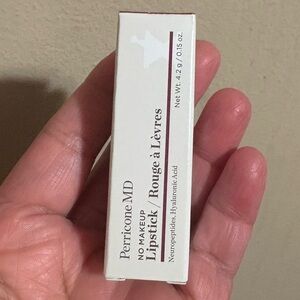 Perricone MD
NO MAKEUP
Lipstick / Rouge à Lèvres
Neuropeptides, Hyaluronic Acid
Net Wt. 4.2 g / 0.15 oz.